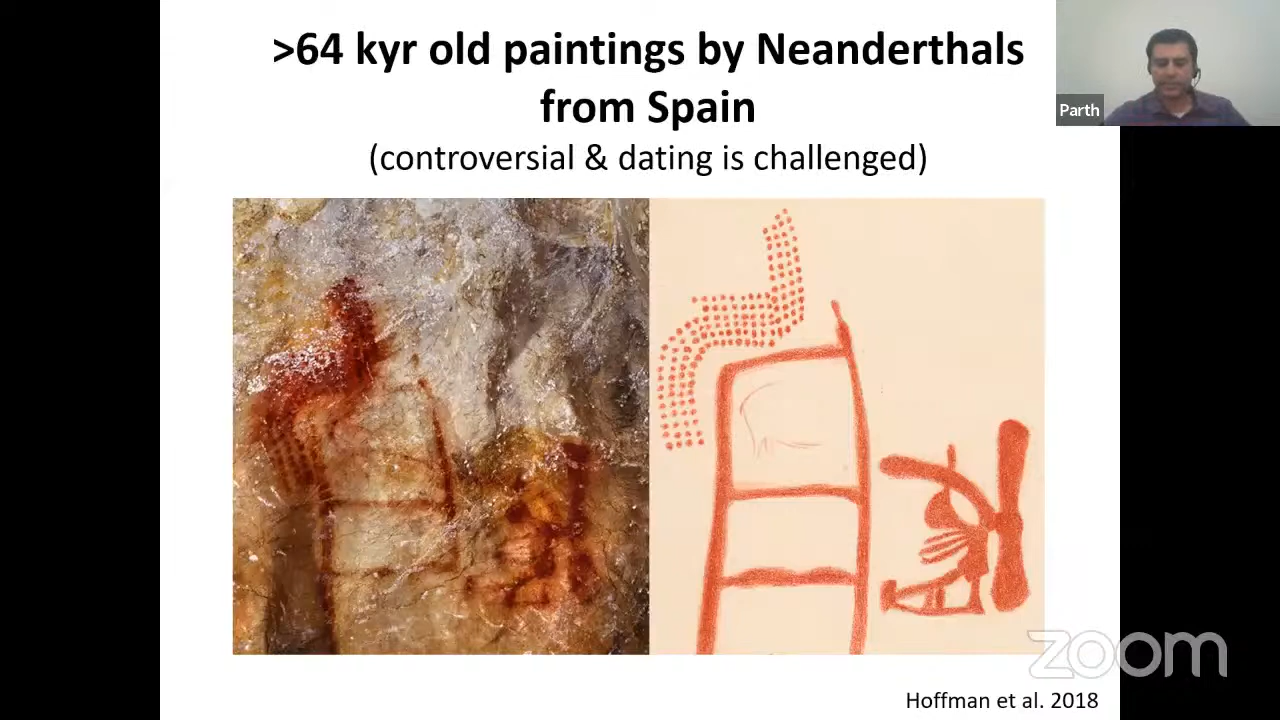 >64 kyr old paintings by Neanderthals
from Spain
(controversial & dating is challenged)
Parth
zoom
Hoffman et al. 2018